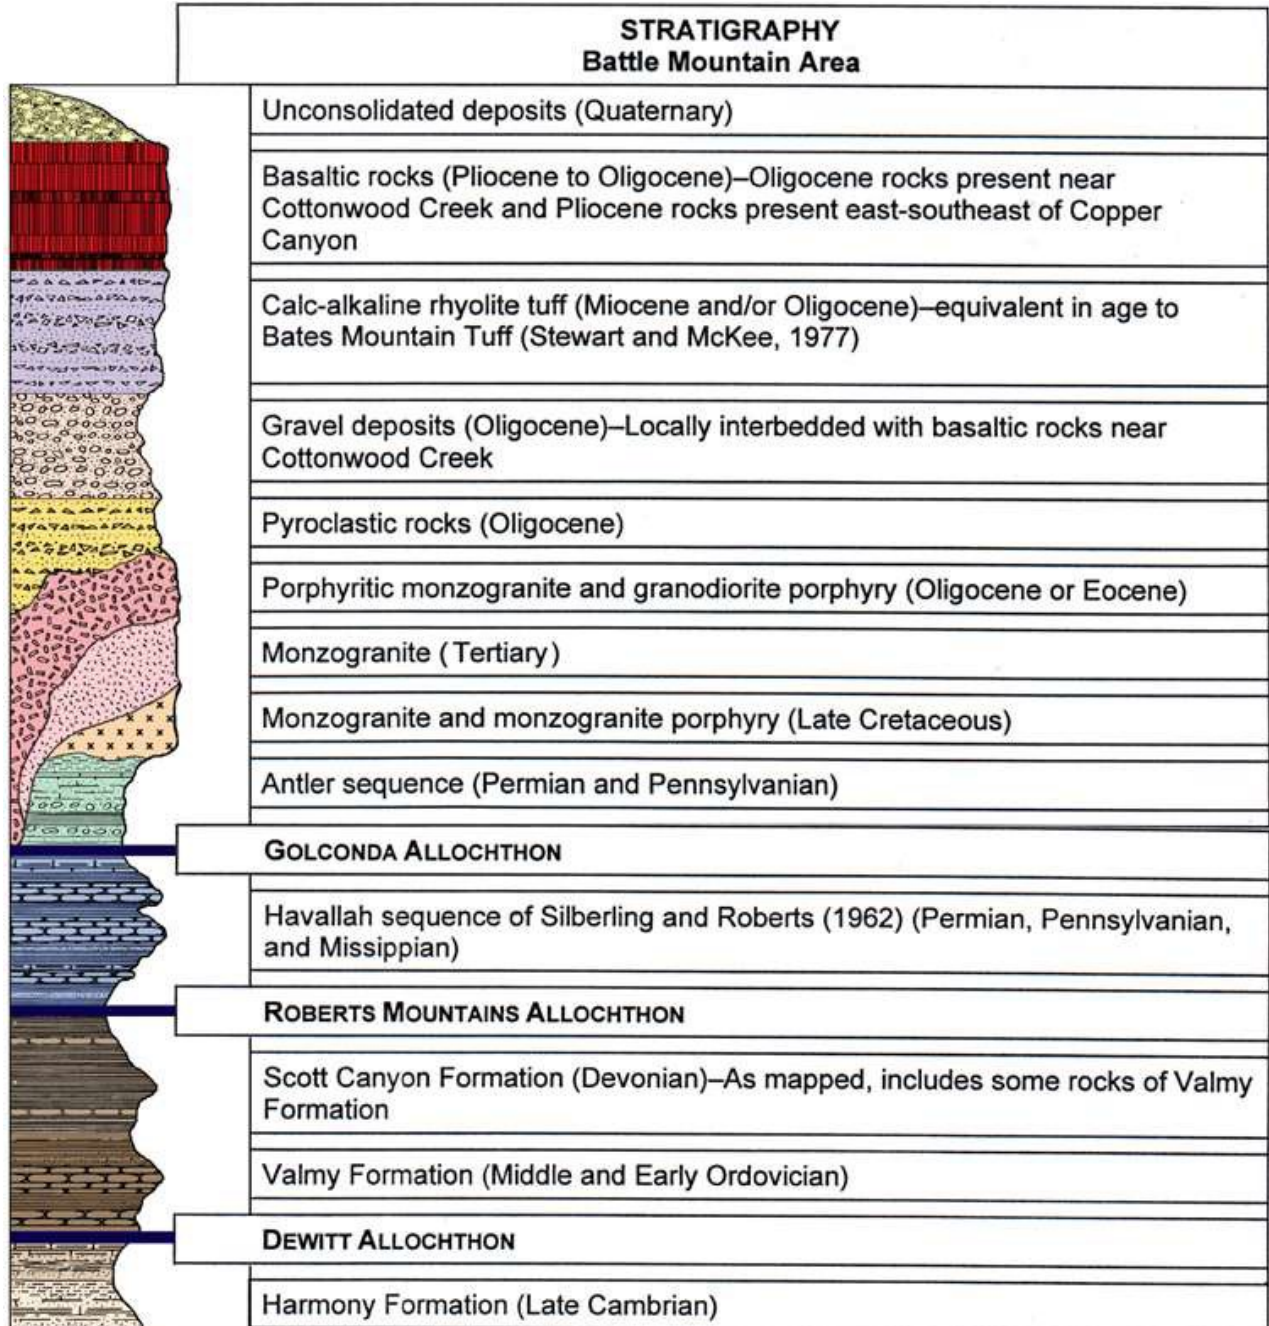 STRATIGRAPHY
Battle Mountain Area
Unconsolidated deposits (Quaternary)
Basaltic rocks (Pliocene to Oligocene)–Oligocene rocks present near
Cottonwood Creek and Pliocene rocks present east-southeast of Copper
Canyon
Calc-alkaline rhyolite tuff (Miocene and/or Oligocene)–equivalent in age to
Bates Mountain Tuff (Stewart and McKee, 1977)
Gravel deposits (Oligocene)–Locally interbedded with basaltic rocks near
Cottonwood Creek
Pyroclastic rocks (Oligocene)
Porphyritic monzogranite and granodiorite porphyry (Oligocene or Eocene)
Monzogranite (Tertiary)
Monzogranite and monzogranite porphyry (Late Cretaceous)
Antler sequence (Permian and Pennsylvanian)
GOLCONDA ALLOCHTHON
Havallah sequence of Silberling and Roberts (1962) (Permian, Pennsylvanian,
and Missippian)
ROBERTS MOUNTAINS ALLOCHTHON
Scott Canyon Formation (Devonian)–As mapped, includes some rocks of Valmy
Formation
Valmy Formation (Middle and Early Ordovician)
DEWITT ALLOCHTHON
Harmony Formation (Late Cambrian)